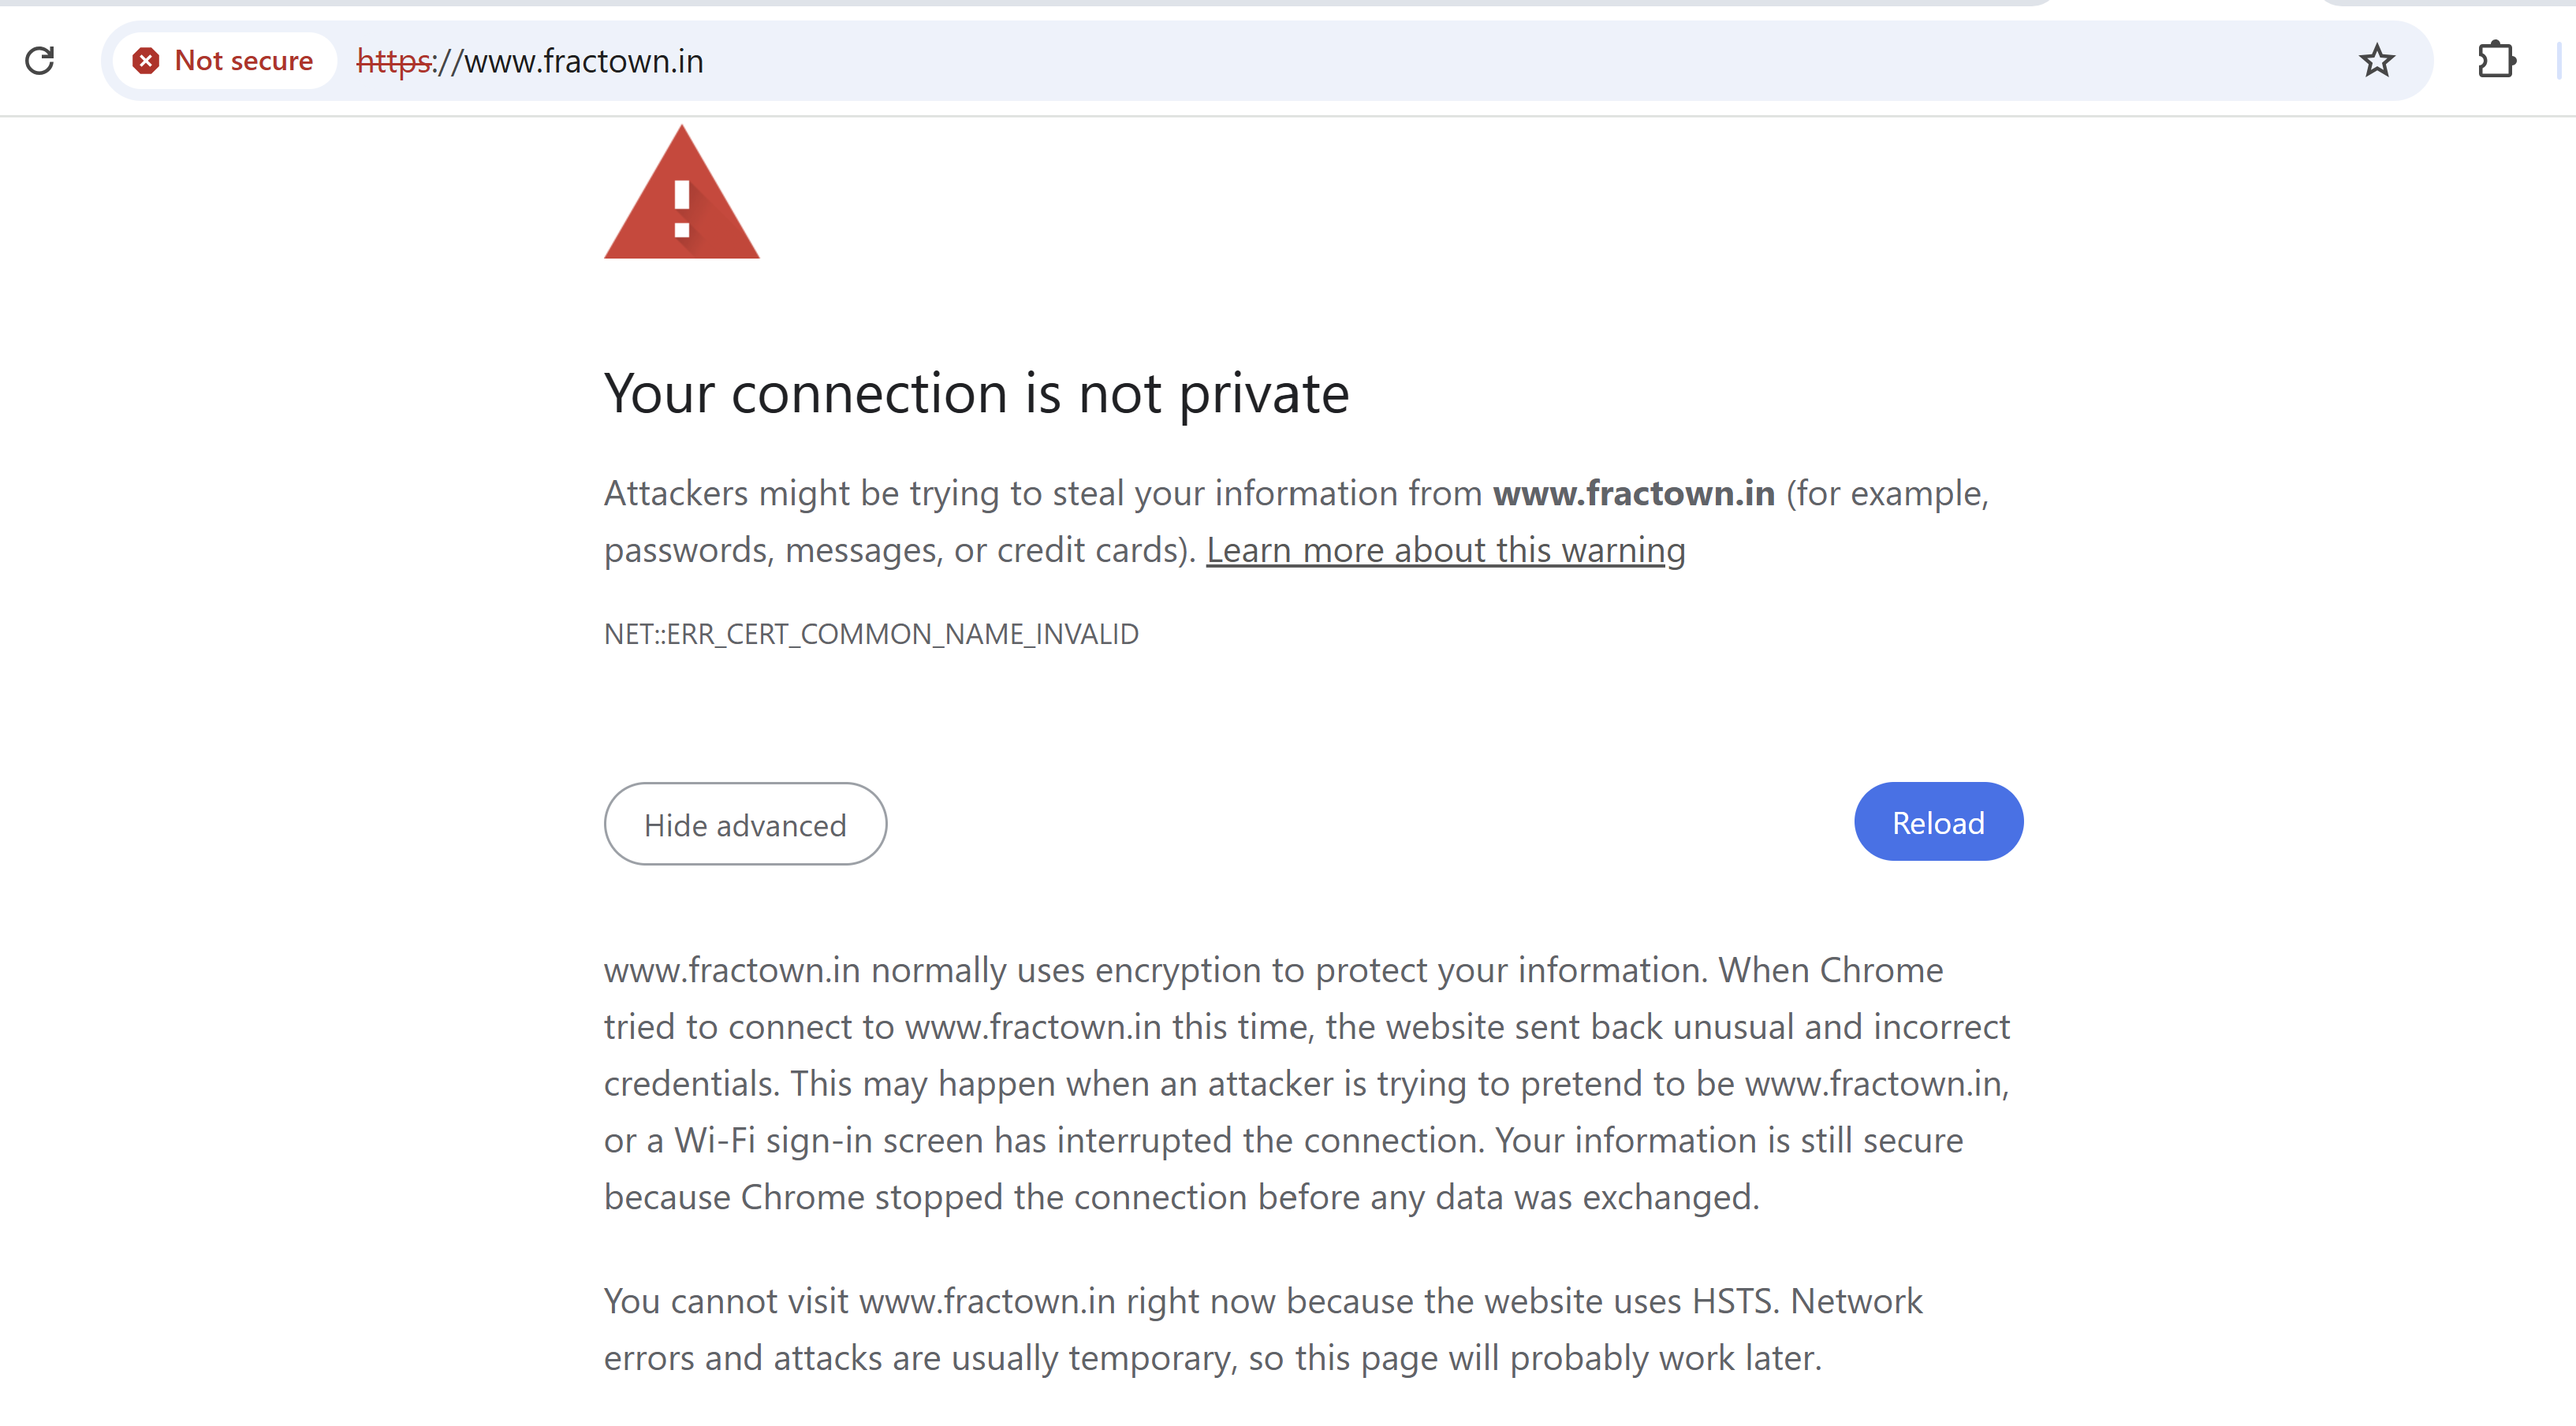 Not secure https://www.fractown.in
Your connection is not private
Attackers might be trying to steal your information from www.fractown.in (for example,
passwords, messages, or credit cards). Learn more about this warning
NET::ERR_CERT_COMMON_NAME_INVALID
Hide advanced
Reload
www.fractown.in normally uses encryption to protect your information. When Chrome
tried to connect to www.fractown.in this time, the website sent back unusual and incorrect
credentials. This may happen when an attacker is trying to pretend to be www.fractown.in,
or a Wi-Fi sign-in screen has interrupted the connection. Your information is still secure
because Chrome stopped the connection before any data was exchanged.
You cannot visit www.fractown.in right now because the website uses HSTS. Network
errors and attacks are usually temporary, so this page will probably work later.